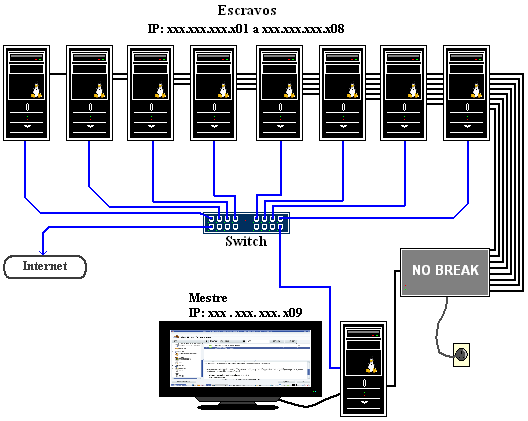 Escravos
IP: xxx.xxx.xxx.x01 a xxx.xxx.xxx.x08
Switch
Internet
NO BREAK
Mestre
IP: xxx . xxx. xxx. x09